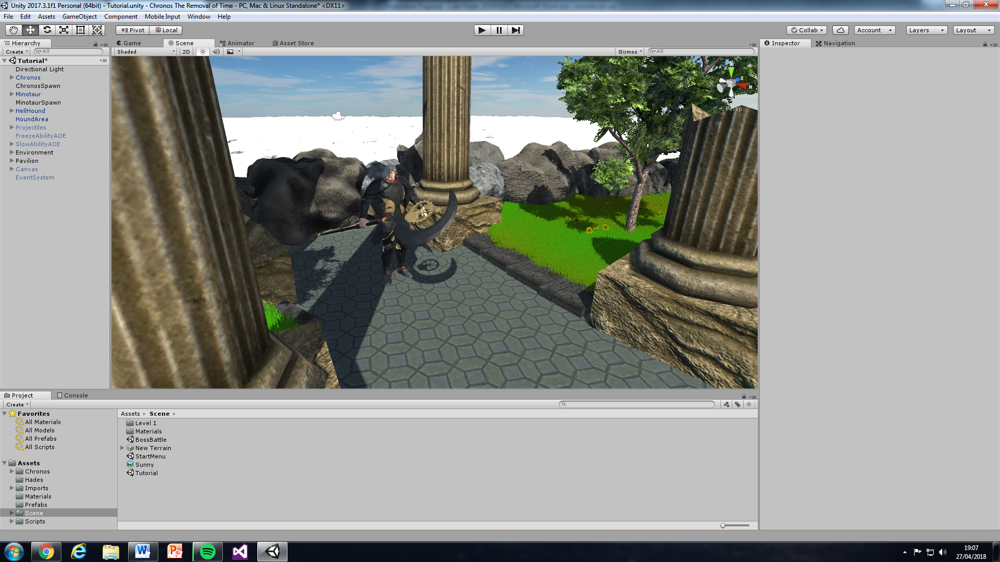 Unity 2017.3.1f1 Personal (64bit) - Tutorial.unity - Chronos The Removal of Time - PC, Mac & Linux Standalone* <DX11>
File Edit Assets GameObject Component Mobile Input Window Help
Pivot Local Collab Account Layers Layout
Hierarchy Game Scene Animator Asset Store Inspector Navigation
Create All Shaded 2D Gizmos All
Tutorial*
Directional Light
Chronos
ChronosSpawn
Minotaur
MinotaurSpawn
HellHound
HoundArea
Projectiles
FreezeAbilityAOE
SlowAbilityAOE
Environment
Pavilion
Canvas
EventSystem
y
z
x
Persp
Project Console
Create
Favorites
All Materials
All Models
All Prefabs
All Scripts
Assets
Chronos
Hades
Imports
Materials
Prefabs
Scene
Scripts
Assets Scene
Level 1
Materials
BossBattle
New Terrain
StartMenu
Sunny
Tutorial
19:07
27/04/2018